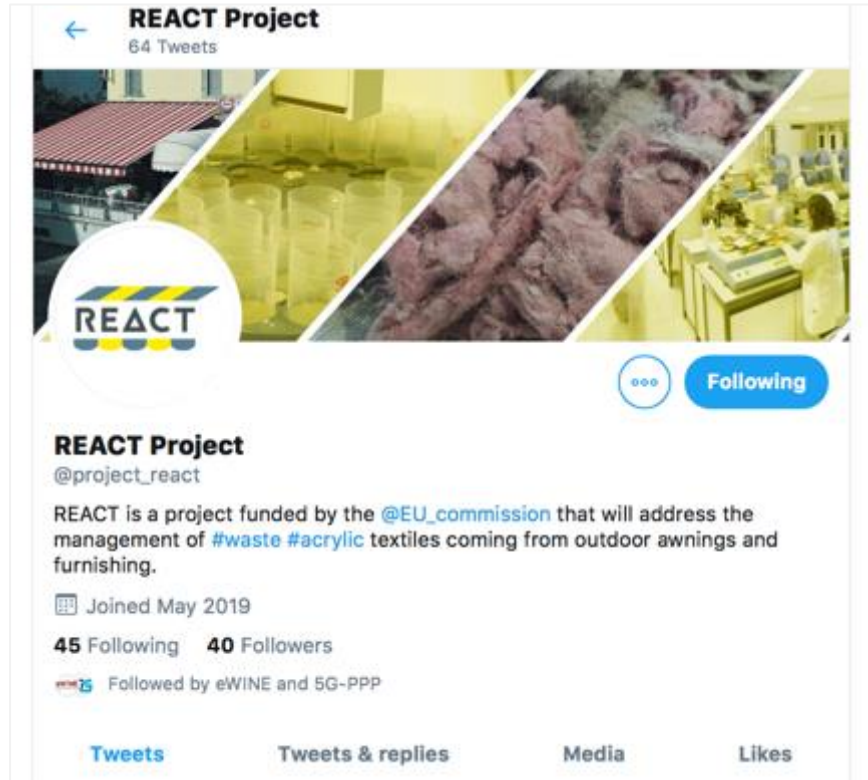 REACT Project
64 Tweets
REACT
Following
REACT Project
@project_react
REACT is a project funded by the @EU_commission that will address the
management of #waste #acrylic textiles coming from outdoor awnings and
furnishing.
Joined May 2019
45 Following 40 Followers
Followed by eWINE and 5G-PPP
Tweets Tweets & replies Media Likes